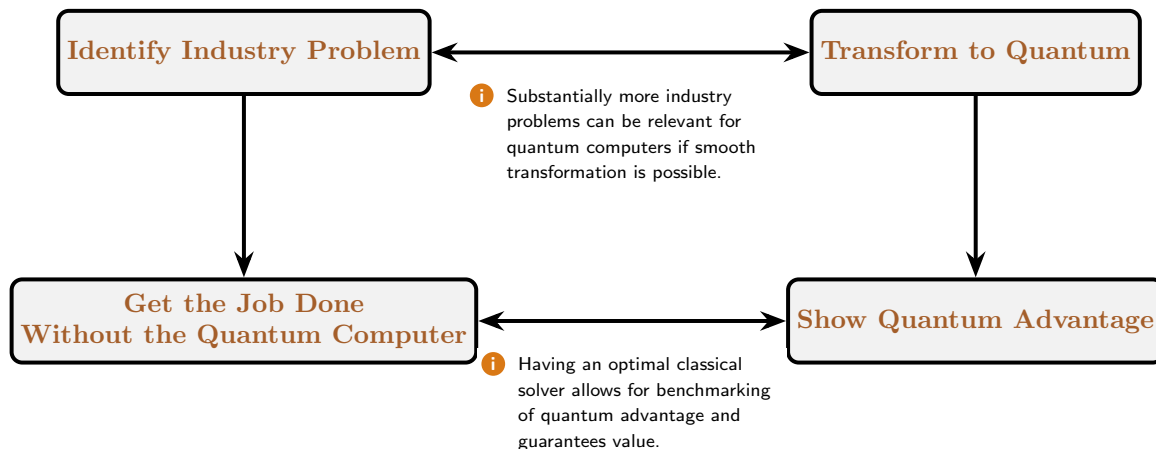 Identify Industry Problem
Transform to Quantum
i Substantially more industry
problems can be relevant for
quantum computers if smooth
transformation is possible.
Get the Job Done
Without the Quantum Computer
Show Quantum Advantage
i Having an optimal classical
solver allows for benchmarking
of quantum advantage and
guarantees value.